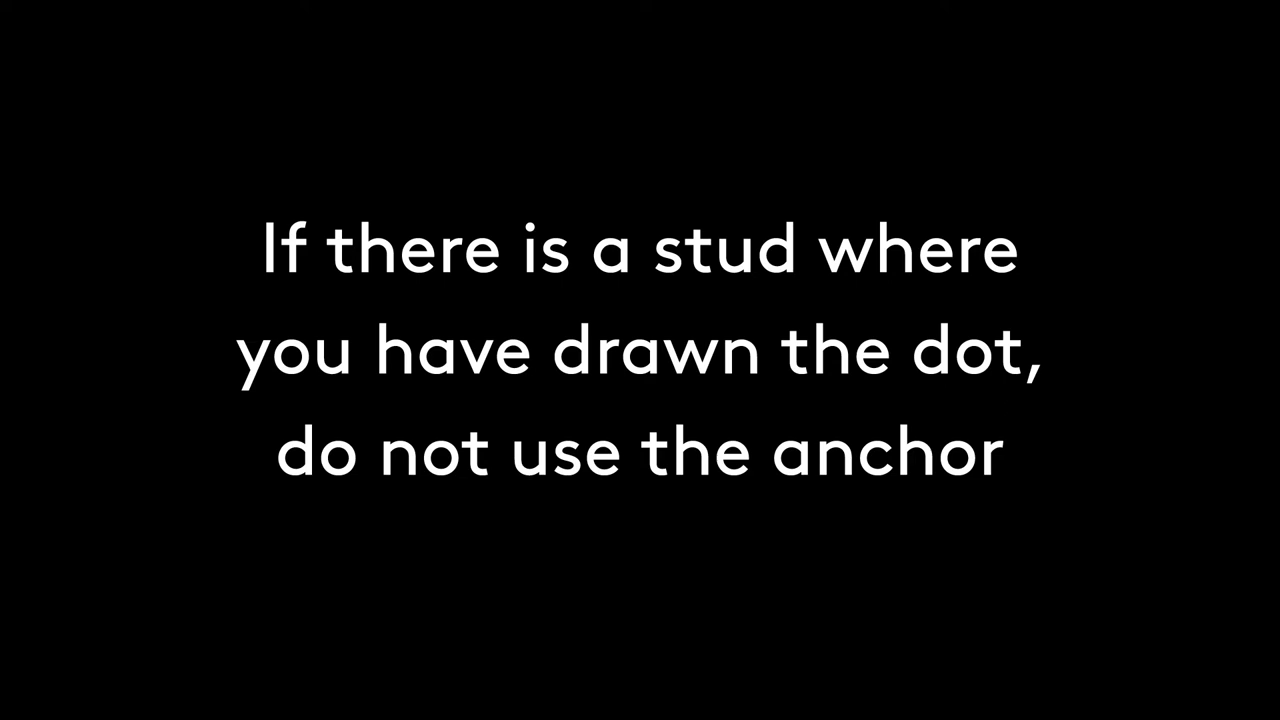 If there is a stud where
you have drawn the dot,
do not use the anchor